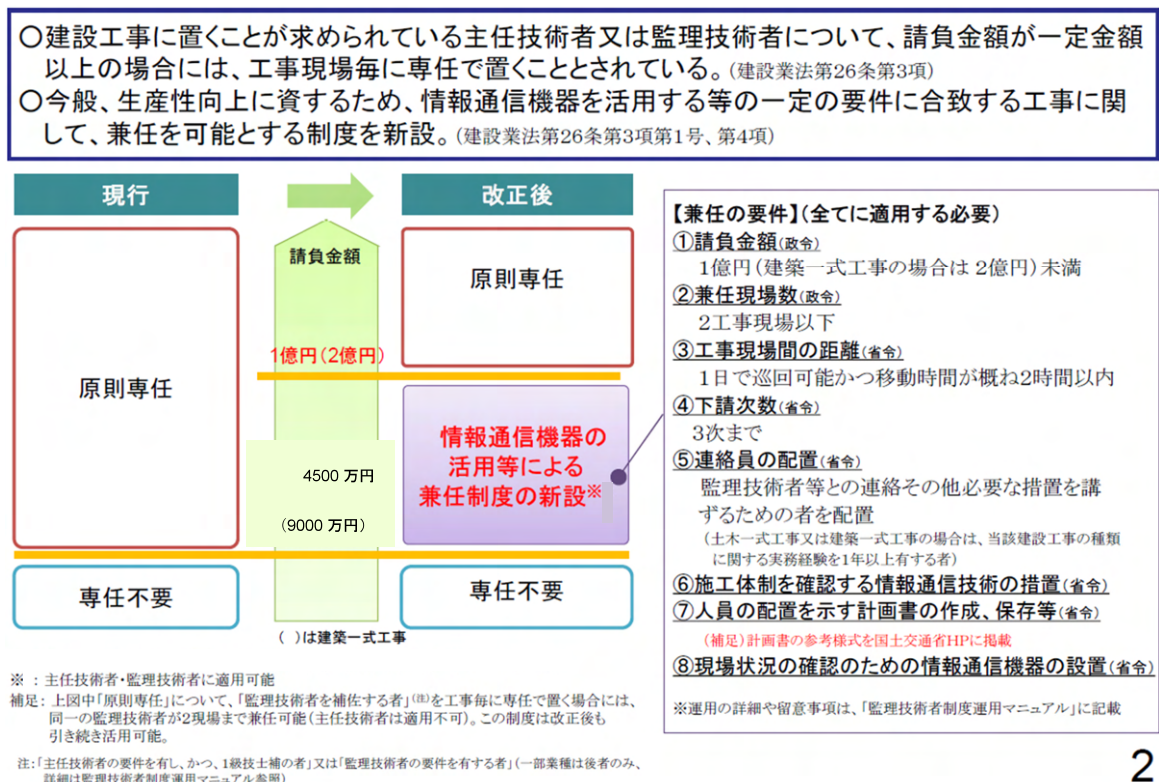 〇建設工事に置くことが求められている主任技術者又は監理技術者について、請負金額が一定金額
以上の場合には、工事現場毎に専任で置くこととされている。(建設業法第26条第3項)
〇今般、生産性向上に資するため、情報通信機器を活用する等の一定の要件に合致する工事に関
して、兼任を可能とする制度を新設。(建設業法第26条第3項第1号、第4項)
現行
改正後
請負金額
原則専任
原則専任
1億円(2億円)
情報通信機器の
活用等による
兼任制度の新設※
4500 万円
(9000 万円)
専任不要
専任不要
( )は建築一式工事
【兼任の要件】(全てに適用する必要)
①請負金額(政令)
1億円(建築一式工事の場合は 2億円)未満
②兼任現場数(政令)
2工事現場以下
③工事現場間の距離(省令)
1日で巡回可能かつ移動時間が概ね2時間以内
④下請次数(省令)
3次まで
⑤連絡員の配置(省令)
監理技術者等との連絡その他必要な措置を講
ずるための者を配置
(土木一式工事又は建築一式工事の場合は、当該建設工事の種類
に関する実務経験を1年以上有する者)
⑥施工体制を確認する情報通信技術の措置(省令)
⑦人員の配置を示す計画書の作成、保存等(省令)
(補足)計画書の参考様式を国土交通省HPに掲載
⑧現場状況の確認のための情報通信機器の設置(省令)
※運用の詳細や留意事項は、「監理技術者制度運用マニュアル」に記載
※ :主任技術者・監理技術者に適用可能
補足: 上図中「原則専任」について、「監理技術者を補佐する者」(注)を工事毎に専任で置く場合には、
同一の監理技術者が2現場まで兼任可能(主任技術者は適用不可)。この制度は改正後も
引き続き活用可能。
注:「主任技術者の要件を有し、かつ、1級技士補の者」又は「監理技術者の要件を有する者」(一部業種は後者のみ、
詳細は監理技術者制度運用マニュアル参照)
2